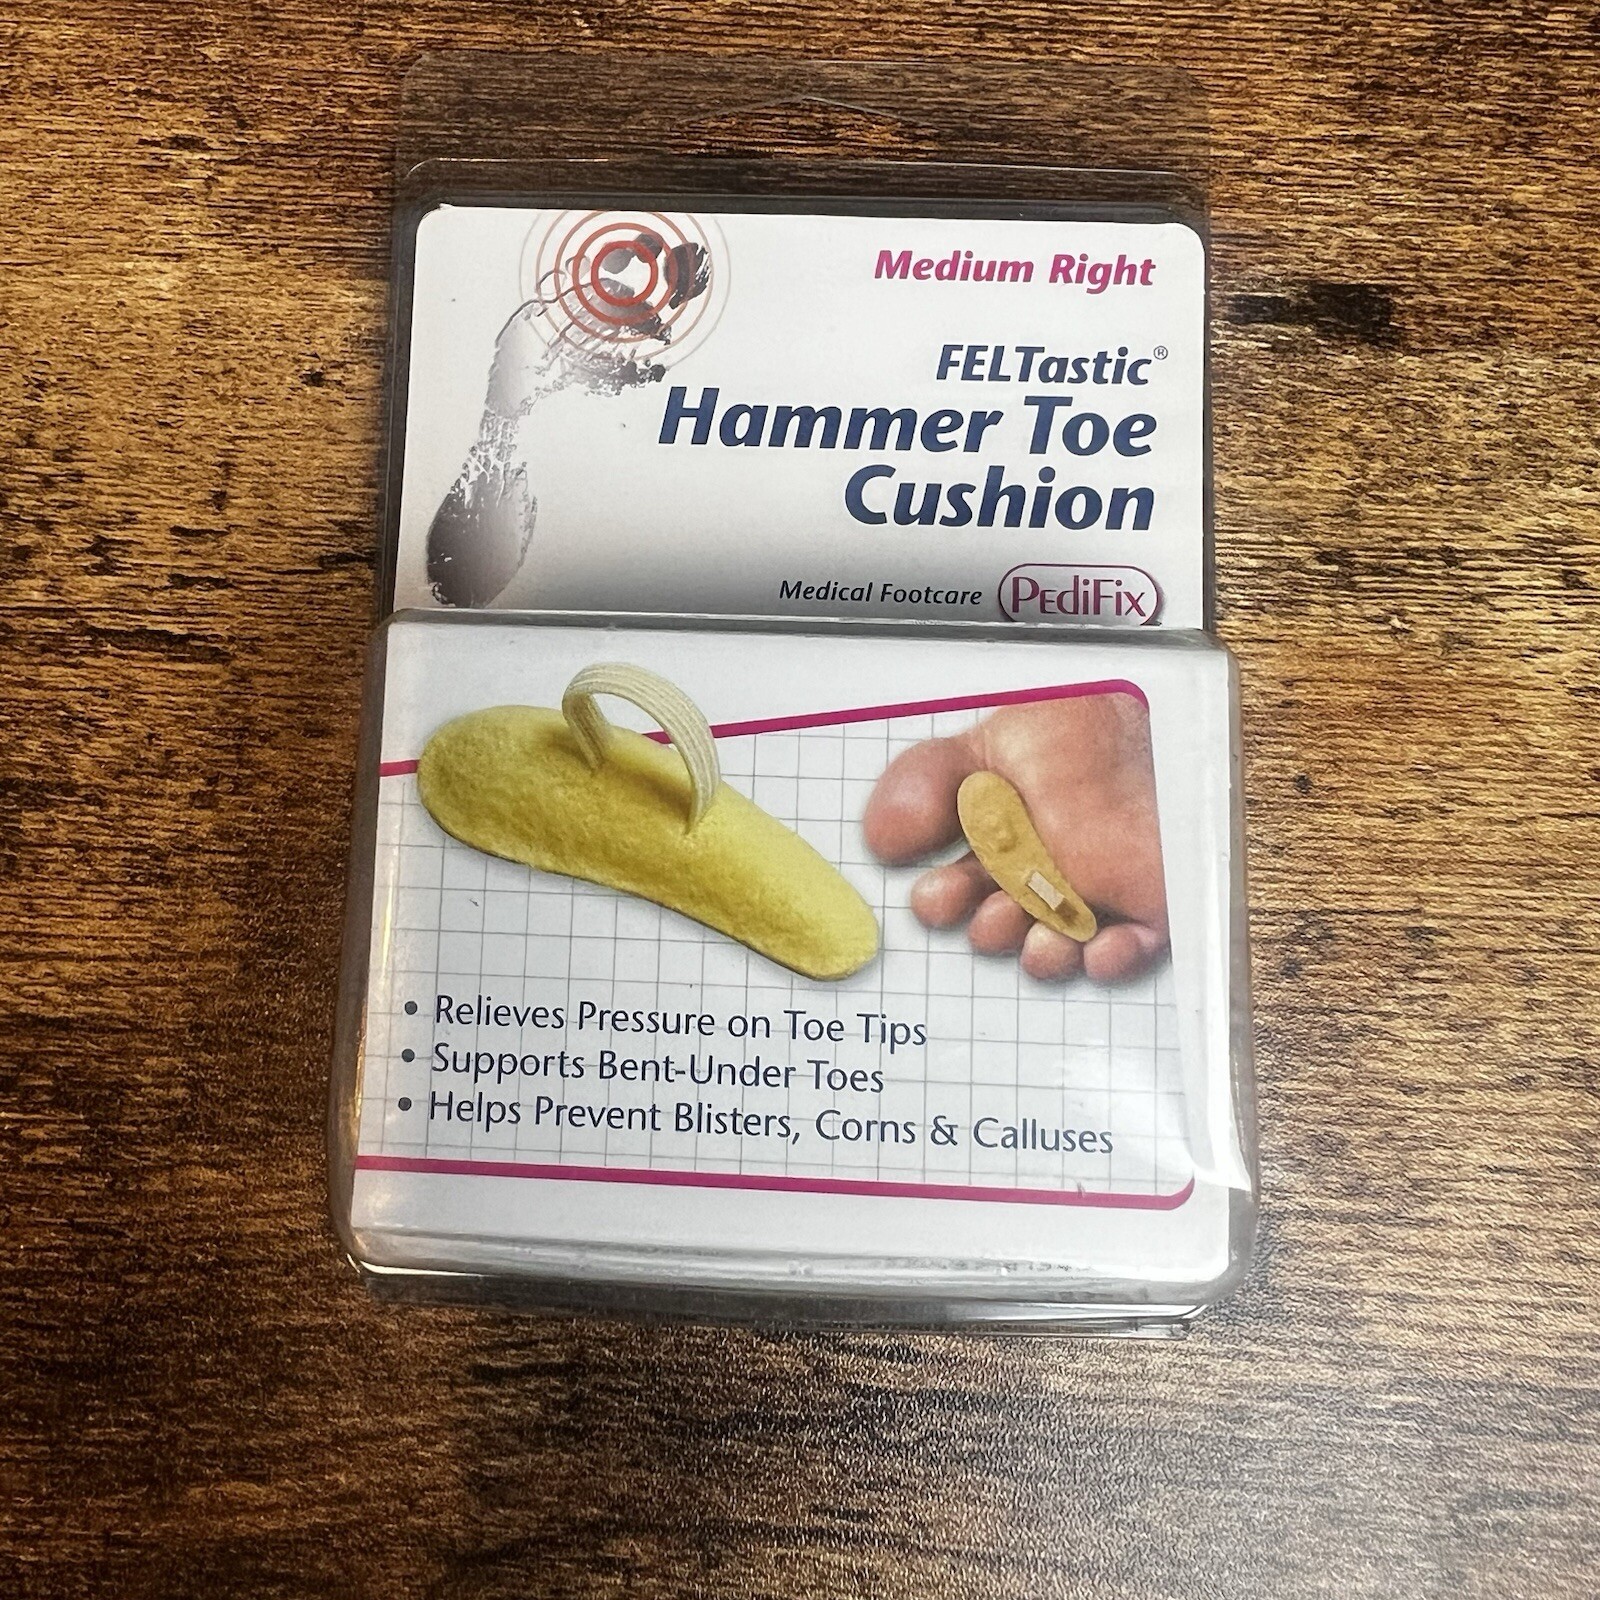 Medium Right
FELTastic®
Hammer Toe
Cushion
Medical Footcare PediFix
• Relieves Pressure on Toe Tips
• Supports Bent-Under Toes
• Helps Prevent Blisters, Corns & Calluses